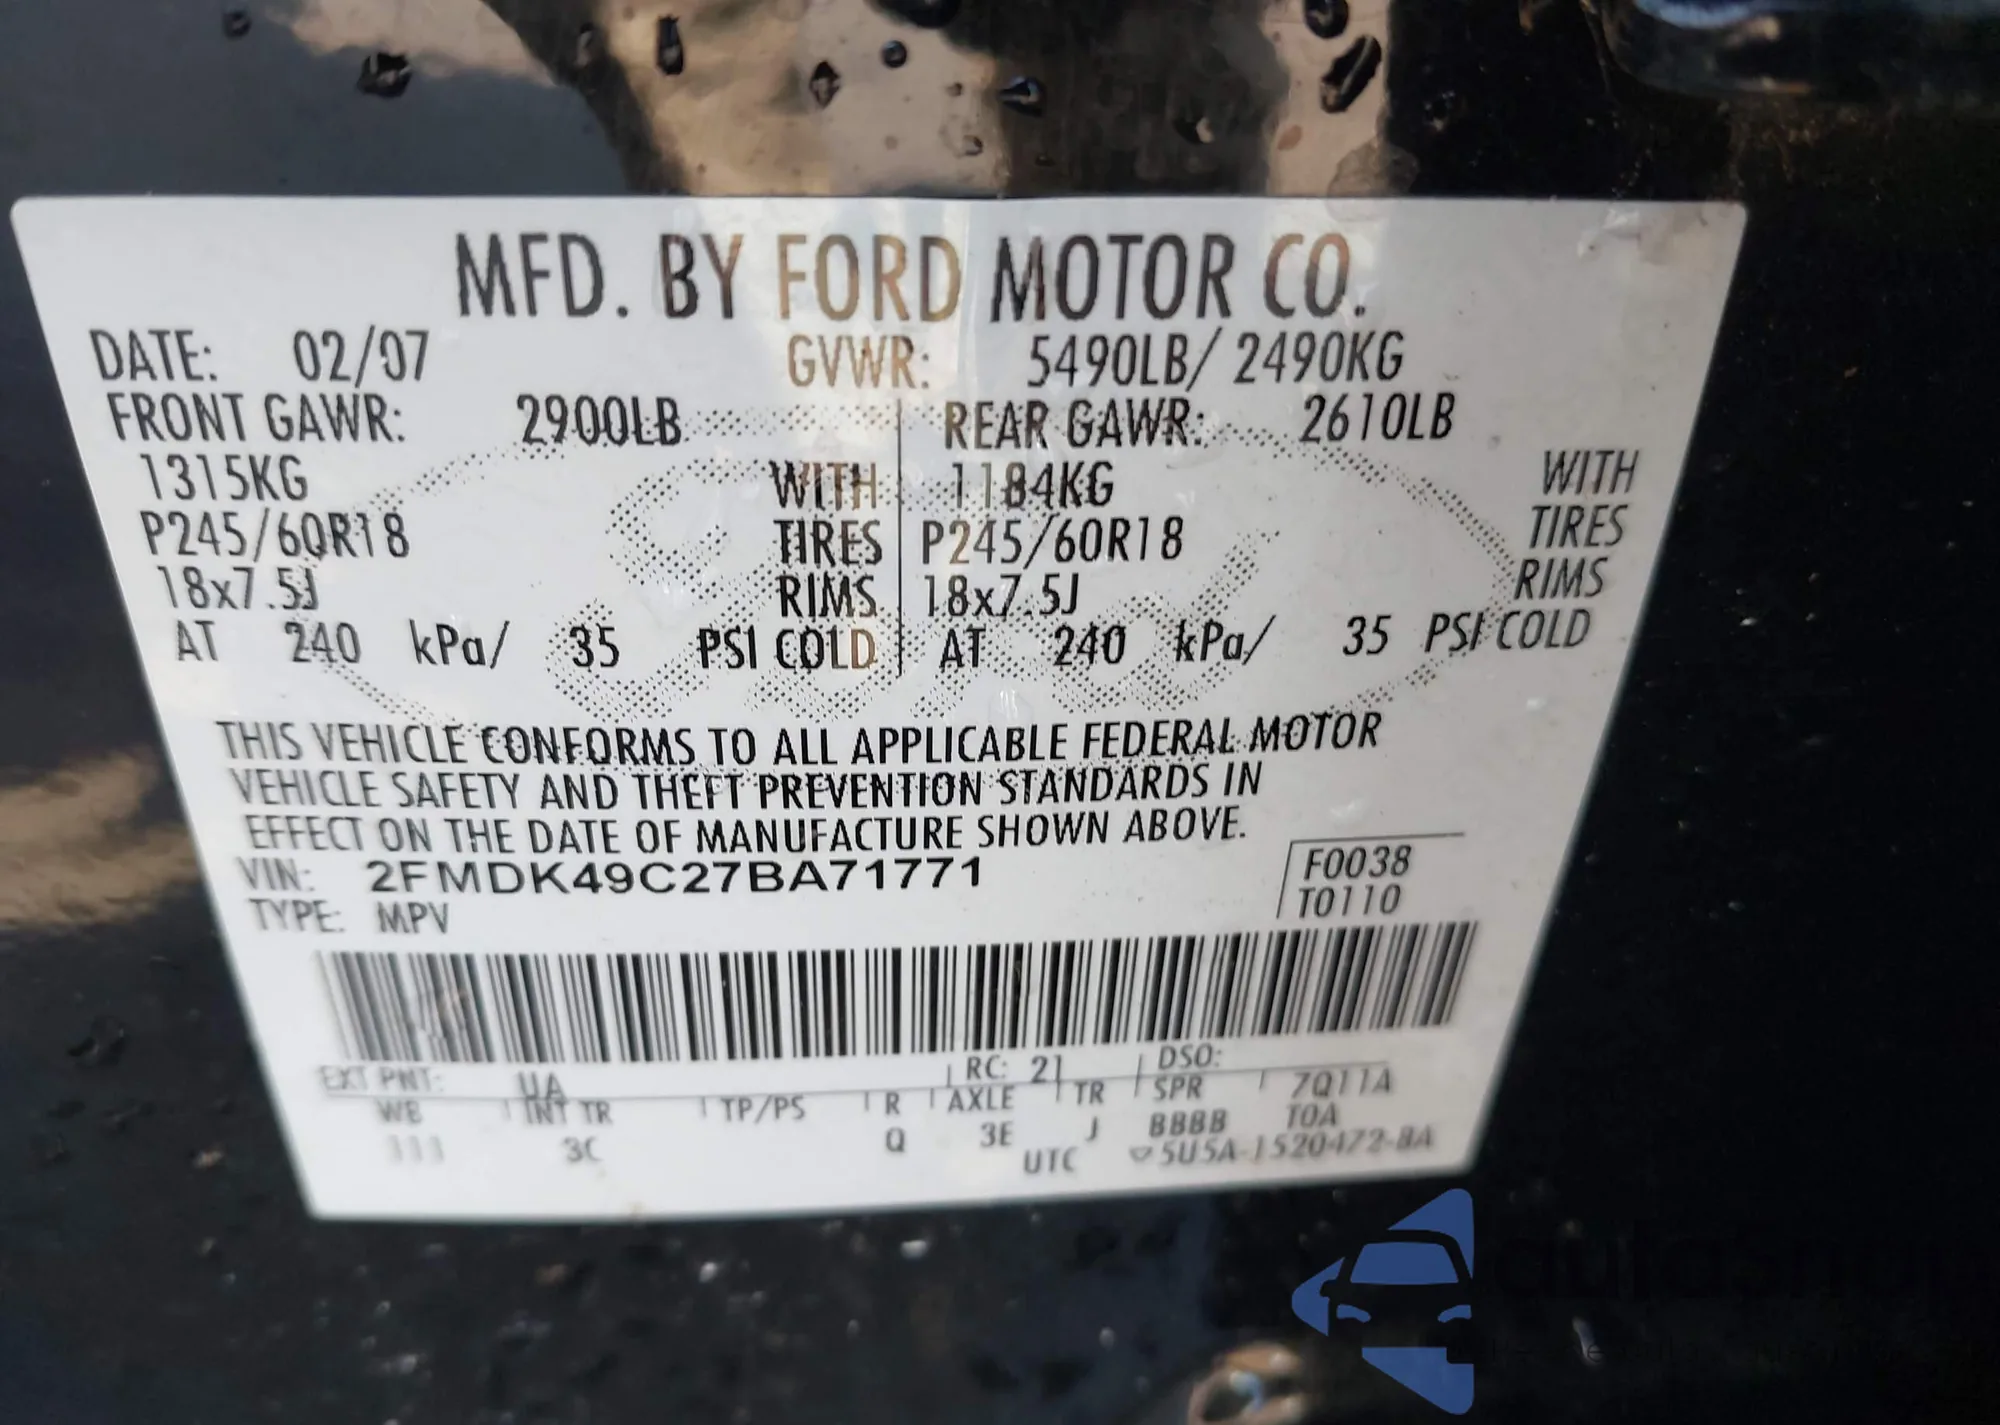 MFD. BY FORD MOTOR CO.
DATE: 02/07 GVWR: 5490LB/ 2490KG
FRONT GAWR: 2900LB REAR GAWR: 2610LB
1315KG WITH 1184KG WITH
P245/60R18 TIRES P245/60R18 TIRES
18x7.5J RIMS 18x7.5J RIMS
AT 240 kPa/ 35 PSI COLD AT 240 kPa/ 35 PSI COLD
THIS VEHICLE CONFORMS TO ALL APPLICABLE FEDERAL MOTOR
VEHICLE SAFETY AND THEFT PREVENTION STANDARDS IN
EFFECT ON THE DATE OF MANUFACTURE SHOWN ABOVE.
VIN: 2FMDK49C27BA71771 F0038
TYPE: MPV T0110
EXT PNT: UA RC: 21 DSO:
WB INT TR TP/PS R AXLE TR SPR 7Q11A
111 3C Q 3E J BBBB TOA
UTC 5U5A-1520472-BA